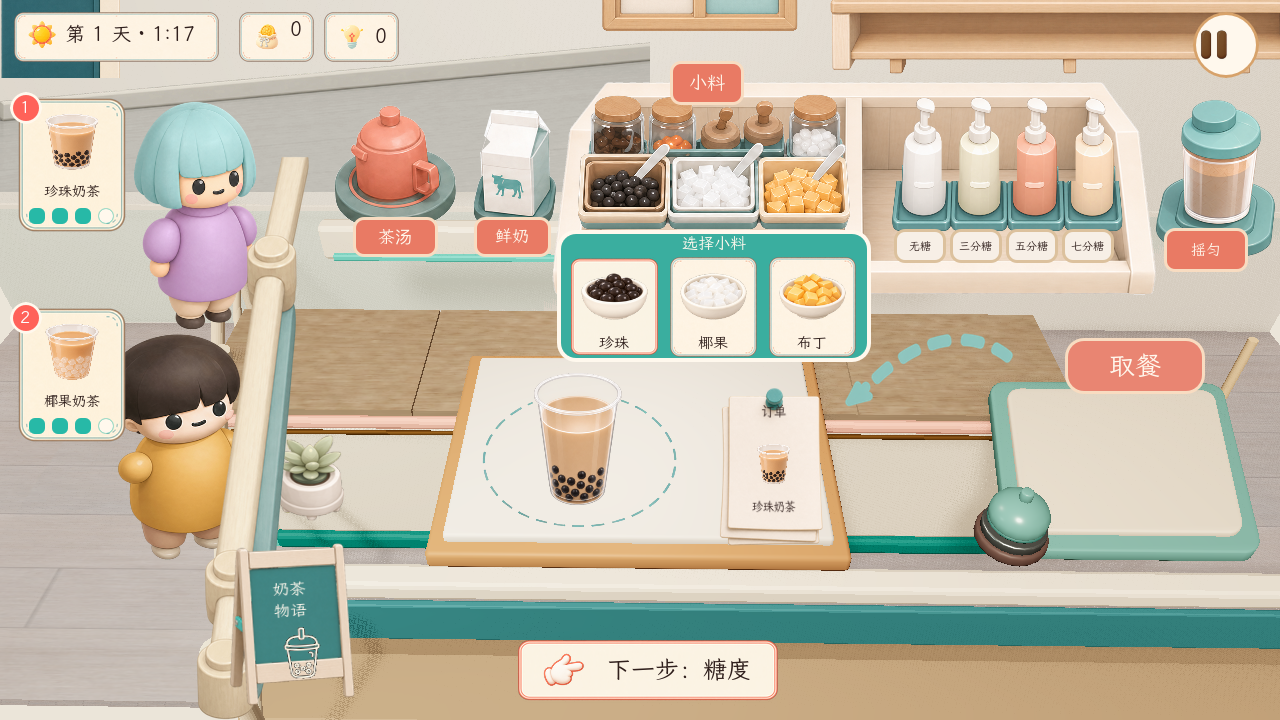 第 1 天・1:17
0
0
小料
1
珍珠奶茶
2
椰果奶茶
茶汤
鲜奶
选择小料
珍珠
椰果
布丁
无糖
三分糖
五分糖
七分糖
摇匀
取餐
订单
珍珠奶茶
奶茶
物语
下一步：糖度